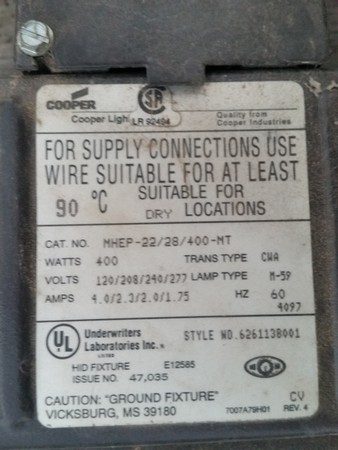 COOPER
Cooper Ligh
LR 92494
Quality from
Cooper Industries
FOR SUPPLY CONNECTIONS USE
WIRE SUITABLE FOR AT LEAST
90 °C SUITABLE FOR
DRY LOCATIONS
CAT. NO. MHEP-22/28/400-MT
WATTS 400 TRANS TYPE CWA
VOLTS 120/208/240/277 LAMP TYPE M-59
AMPS 4.0/2.3/2.0/1.75 HZ 60
4097
UL Underwriters
Laboratories Inc.
LISTED
STYLE NO.6261138001
HID FIXTURE E12585
ISSUE NO. 47,035
CAUTION: "GROUND FIXTURE" CV
VICKSBURG, MS 39180 7007A79H01 REV. 4